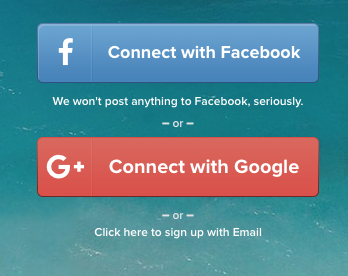 f Connect with Facebook
We won't post anything to Facebook, seriously.
– or –
G+ Connect with Google
– or –
Click here to sign up with Email